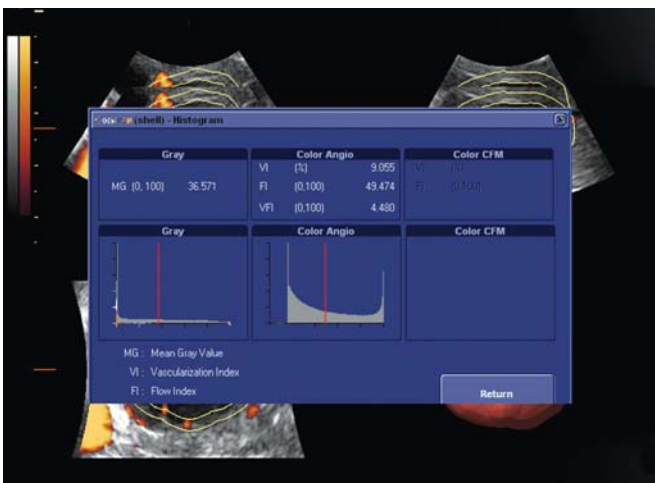 (shell) - Histogram
Gray
MG (0, 100) 36.571
Color Angio
VI (%) 9.055
FI (0,100) 49.474
VFI (0,100) 4.480
Color CFM
VI (%)
FI (0,100)
Gray
Color Angio
Color CFM
MG : Mean Gray Value
VI : Vascularization Index
FI : Flow Index
Return